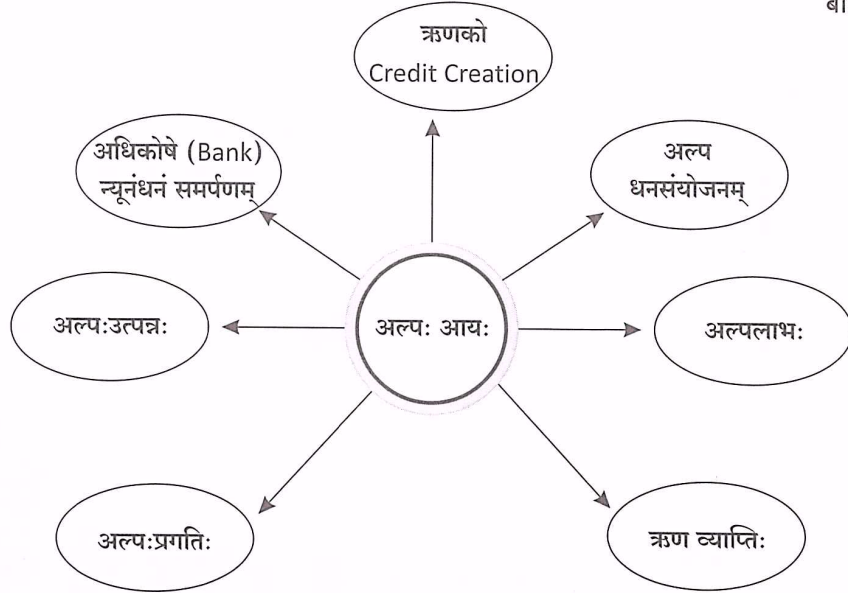 ऋणको
Credit Creation
अधिकोषे (Bank)
न्यूनंधनं समर्पणम्
अल्प
धनसंयोजनम्
अल्प:उत्पन्न:
अल्प: आय:
अल्पलाभ:
अल्प:प्रगति:
ऋण व्याप्ति: